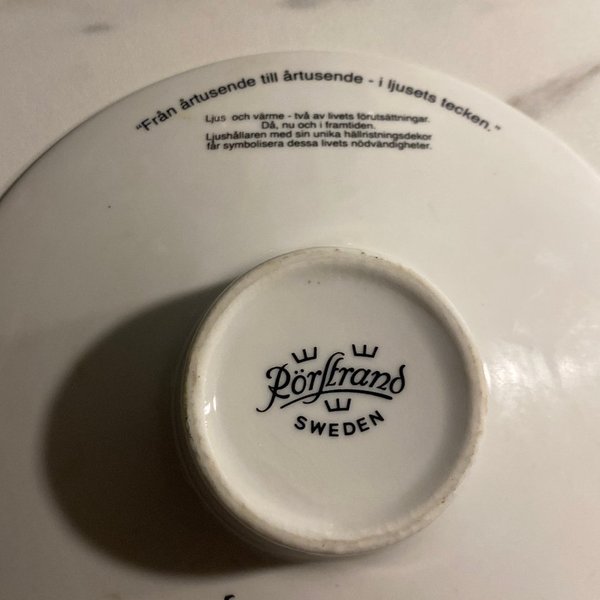 "Från årtusende till årtusende - i ljusets tecken."
Ljus och värme - två av livets förutsättningar.
Då, nu och i framtiden.
Ljushållaren med sin unika hällristningsdekor
får symbolisera dessa livets nödvändigheter.
Rörstrand
SWEDEN